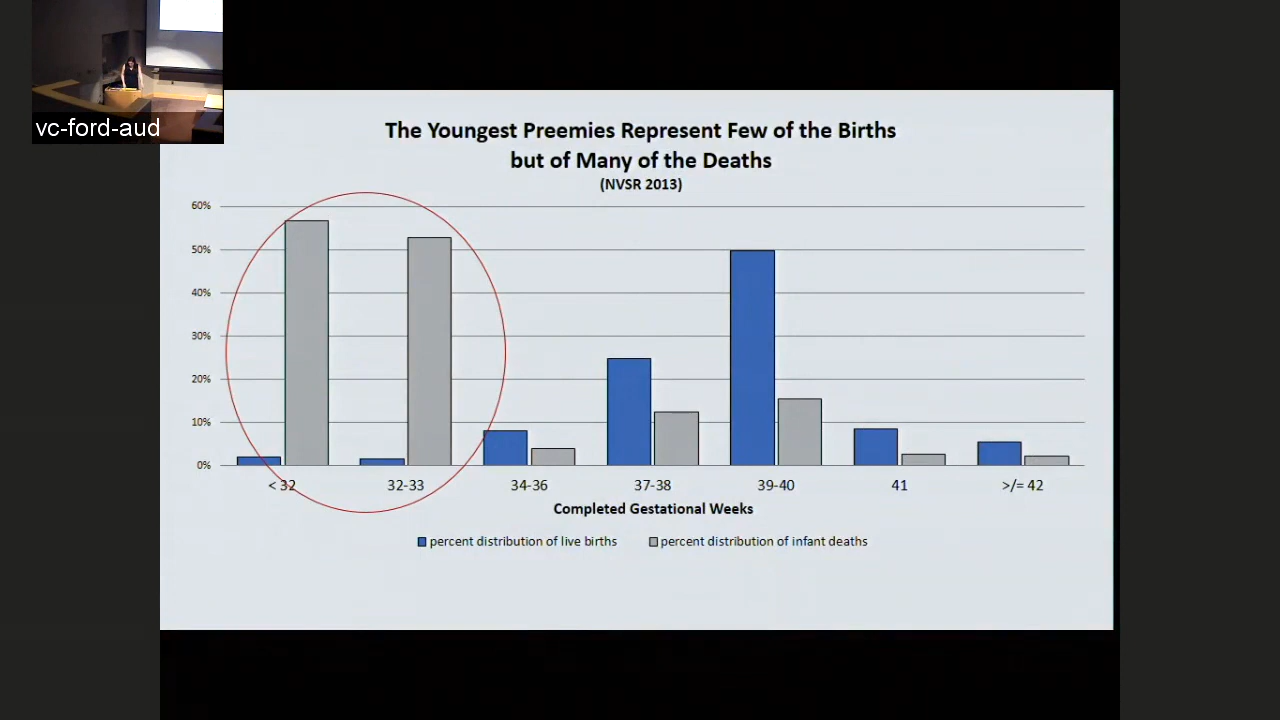 vc-ford-aud
The Youngest Preemies Represent Few of the Births
but of Many of the Deaths
(NVSR 2013)
60%
50%
40%
30%
20%
10%
0%
< 32
32-33
34-36
37-38
39-40
41
>/= 42
Completed Gestational Weeks
percent distribution of live births
percent distribution of infant deaths